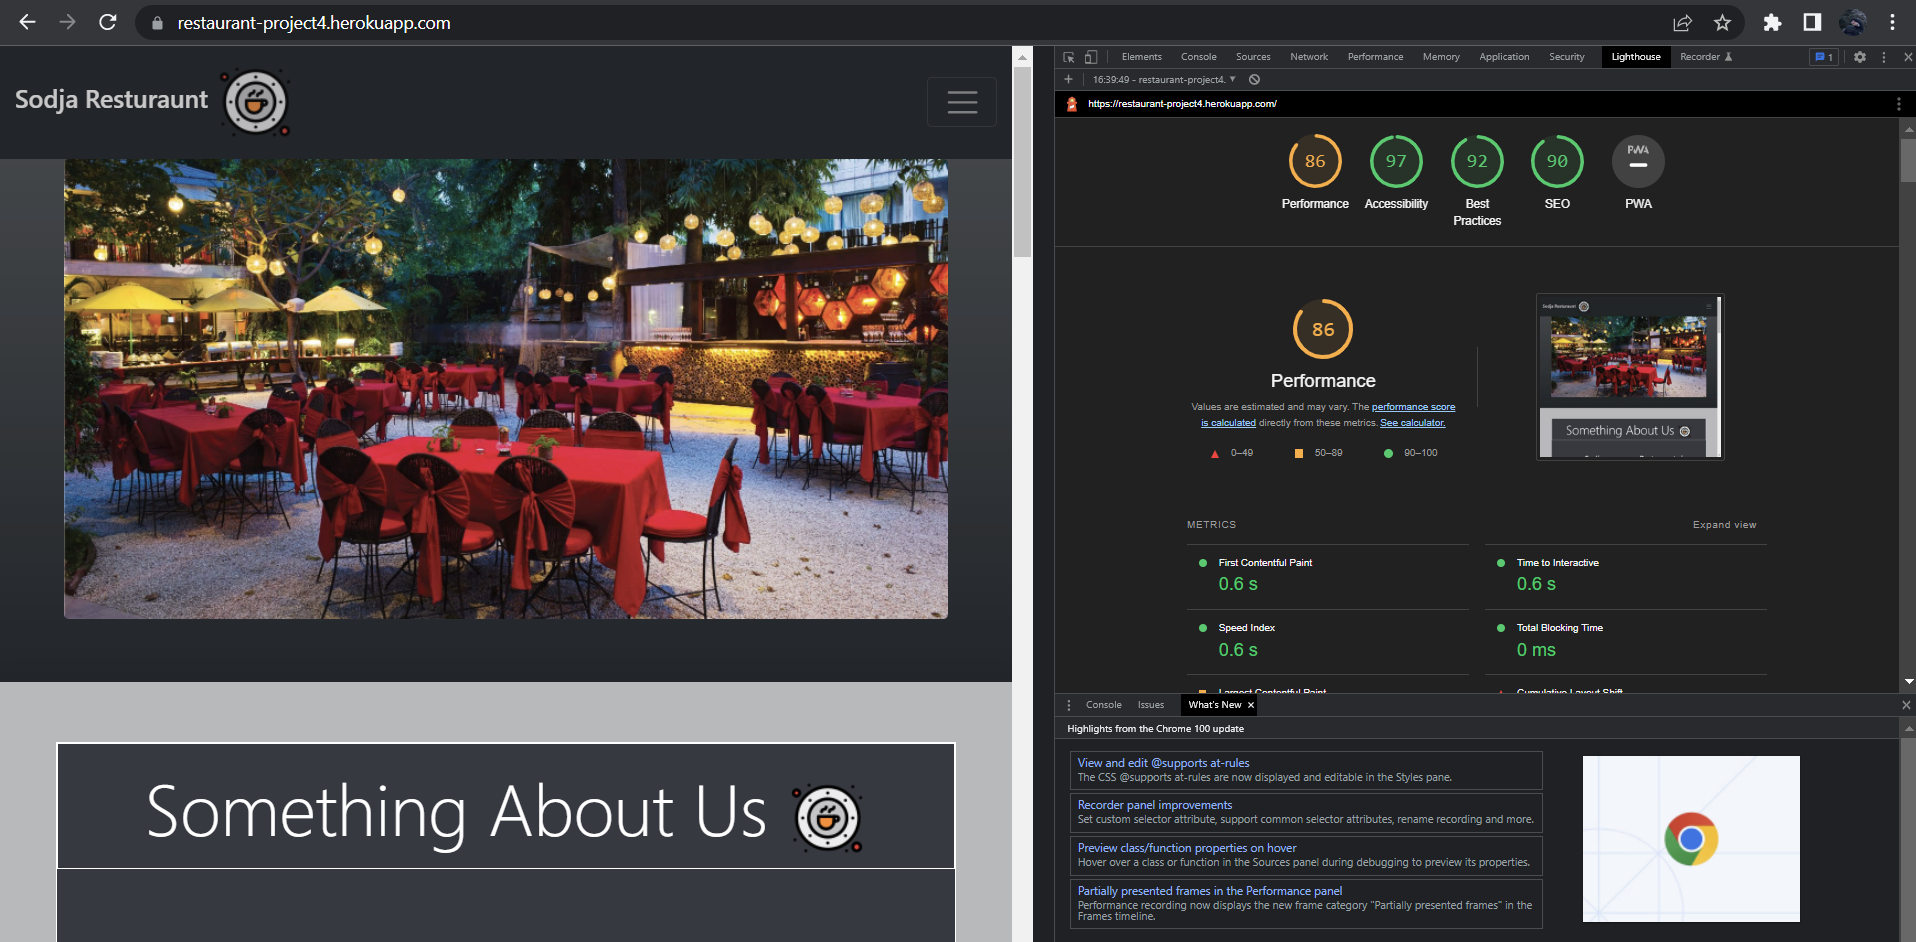 restaurant-project4.herokuapp.com
Sodja Resturaunt
Something About Us
Elements Console Sources Network Performance Memory Application Security Lighthouse Recorder 1
16:39:49 - restaurant-project4.
https://restaurant-project4.herokuapp.com/
86 97 92 90 PWA
Performance Accessibility Best Practices SEO PWA
86
Performance
Values are estimated and may vary. The performance score
is calculated directly from these metrics. See calculator.
0–49 50–89 90–100
Sodja Resturaunt
Something About Us
METRICS Expand view
First Contentful Paint
0.6 s
Time to Interactive
0.6 s
Speed Index
0.6 s
Total Blocking Time
0 ms
Largest Contentful Paint
Cumulative Layout Shift
Console Issues What's New
Highlights from the Chrome 100 update
View and edit @supports at-rules
The CSS @supports at-rules are now displayed and editable in the Styles pane.
Recorder panel improvements
Set custom selector attribute, support common selector attributes, rename recording and more.
Preview class/function properties on hover
Hover over a class or function in the Sources panel during debugging to preview its properties.
Partially presented frames in the Performance panel
Performance recording now displays the new frame category "Partially presented frames" in the
Frames timeline.